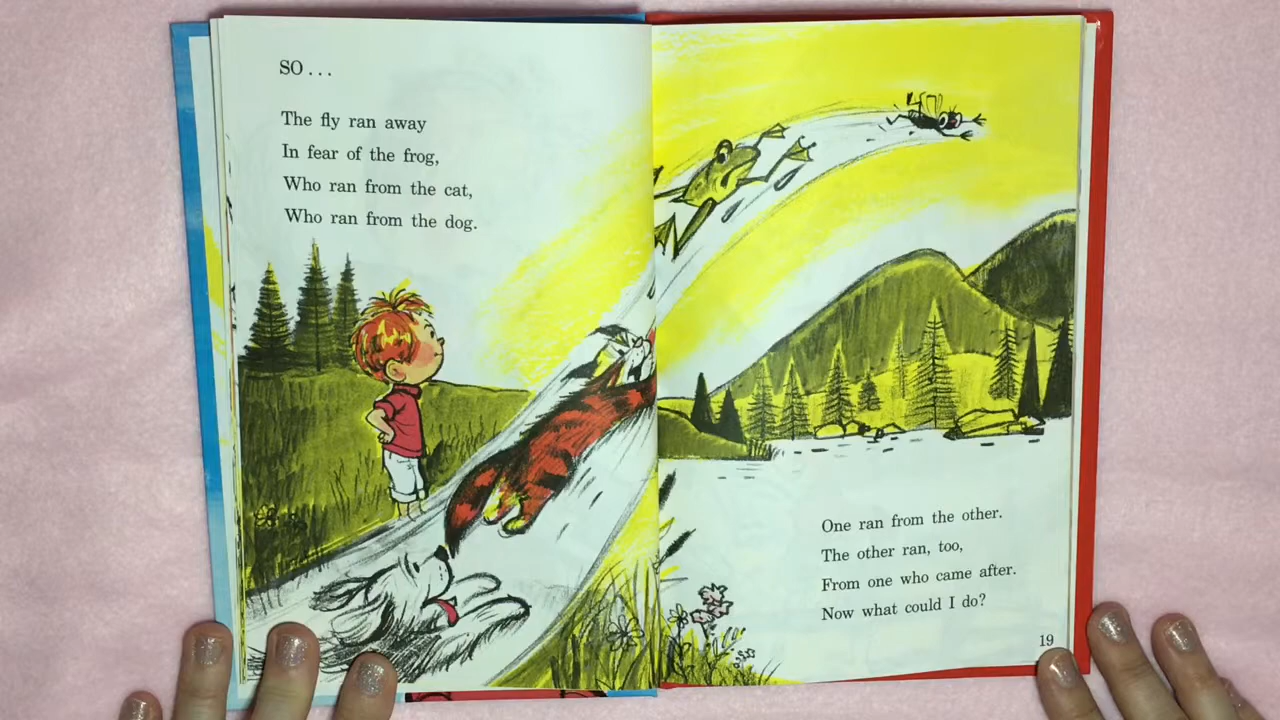 SO...
The fly ran away
In fear of the frog,
Who ran from the cat,
Who ran from the dog.
One ran from the other.
The other ran, too,
From one who came after.
Now what could I do?
19